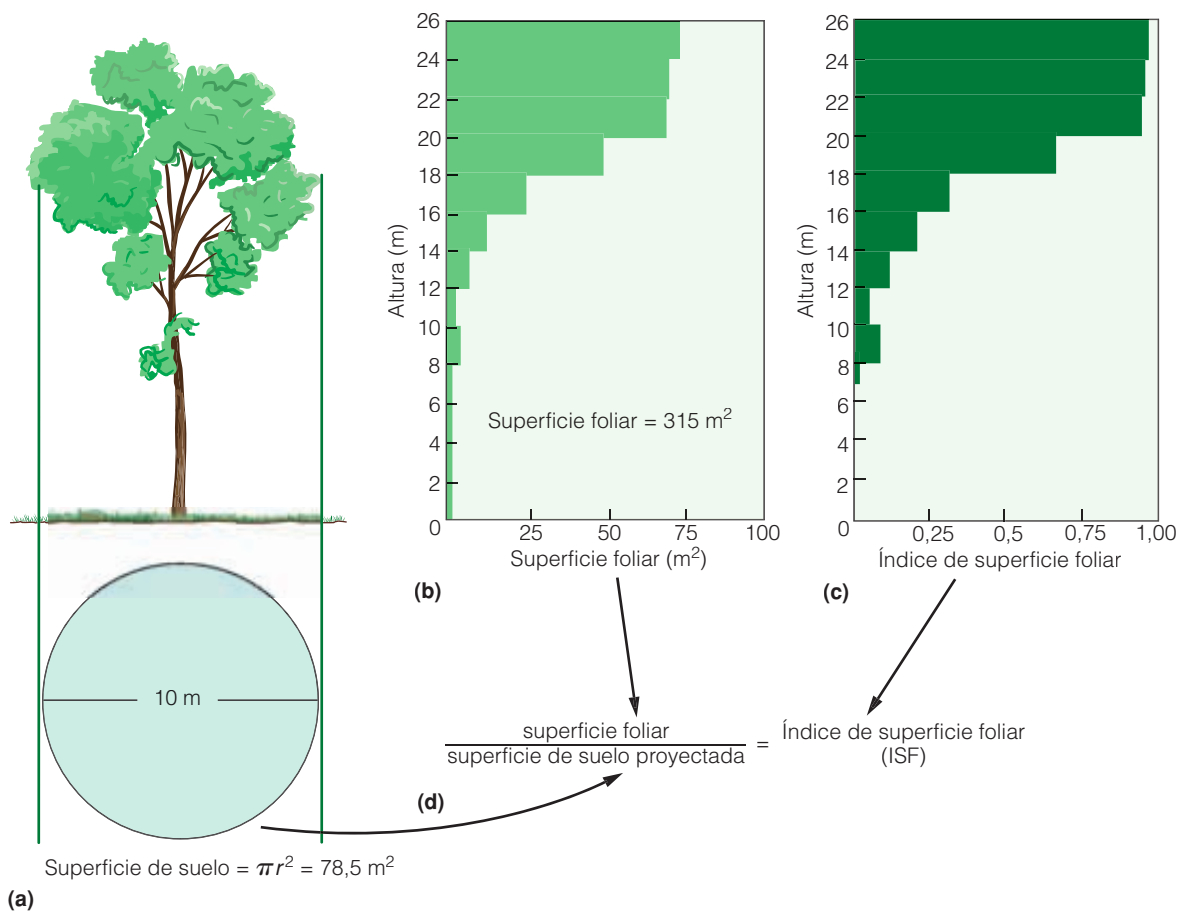 10 m
Superficie de suelo = πr² = 78,5 m²
(a)
26
24
22
20
18
16
14
12
10
8
6
4
2
0
Altura (m)
Superficie foliar = 315 m²
25 50 75 100
Superficie foliar (m²)
(b)
26
24
22
20
18
16
14
12
10
8
6
4
2
0
Altura (m)
0,25 0,5 0,75 1,00
Índice de superficie foliar
(c)
superficie foliar
superficie de suelo proyectada
=
Índice de superficie foliar
(ISF)
(d)